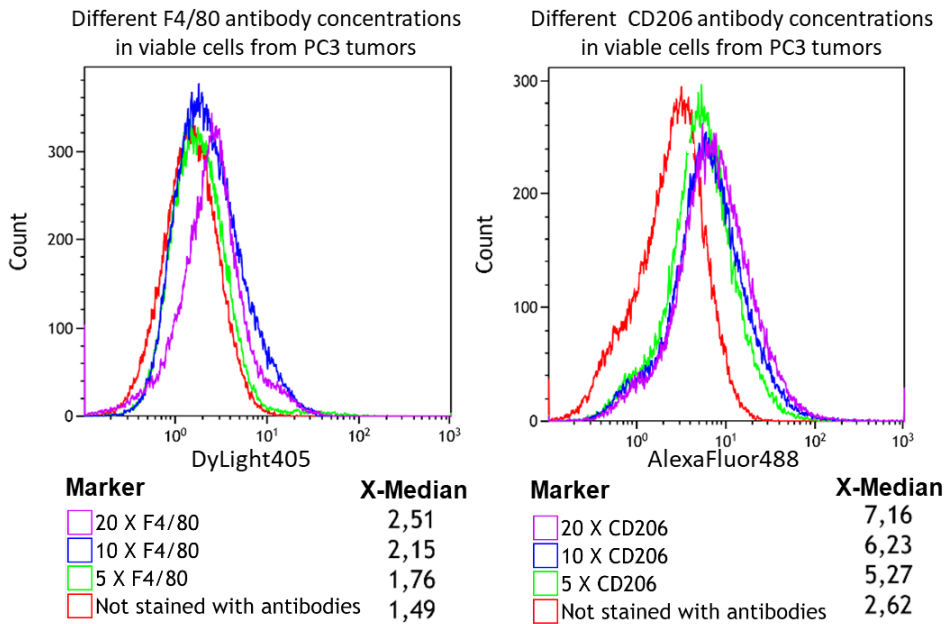 Different F4/80 antibody concentrations
in viable cells from PC3 tumors
Count
300
200
100
0
10⁰
10¹
10²
10³
DyLight405
Marker X-Median
20 X F4/80 2,51
10 X F4/80 2,15
5 X F4/80 1,76
Not stained with antibodies 1,49
Different CD206 antibody concentrations
in viable cells from PC3 tumors
Count
300
200
100
0
10⁰
10¹
10²
10³
AlexaFluor488
Marker X-Median
20 X CD206 7,16
10 X CD206 6,23
5 X CD206 5,27
Not stained with antibodies 2,62